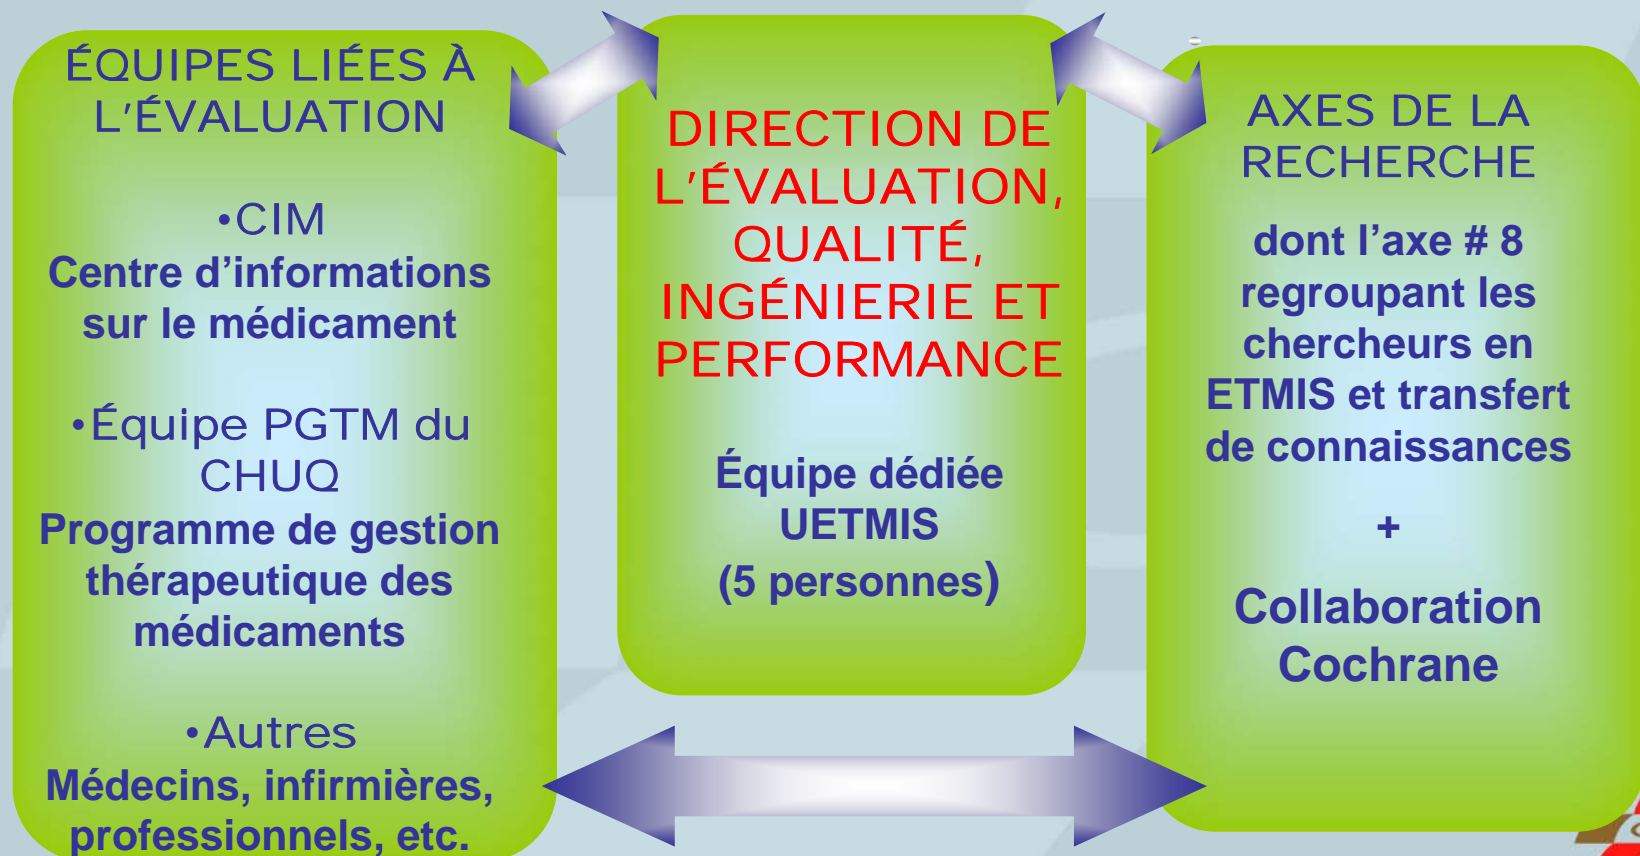 ÉQUIPES LIÉES À
L'ÉVALUATION
•CIM
Centre d'informations
sur le médicament
•Équipe PGTM du
CHUQ
Programme de gestion
thérapeutique des
médicaments
•Autres
Médecins, infirmières,
professionnels, etc.
DIRECTION DE
L'ÉVALUATION,
QUALITÉ,
INGÉNIERIE ET
PERFORMANCE
Équipe dédiée
UETMIS
(5 personnes)
AXES DE LA
RECHERCHE
dont l'axe # 8
regroupant les
chercheurs en
ETMIS et transfert
de connaissances
+
Collaboration
Cochrane